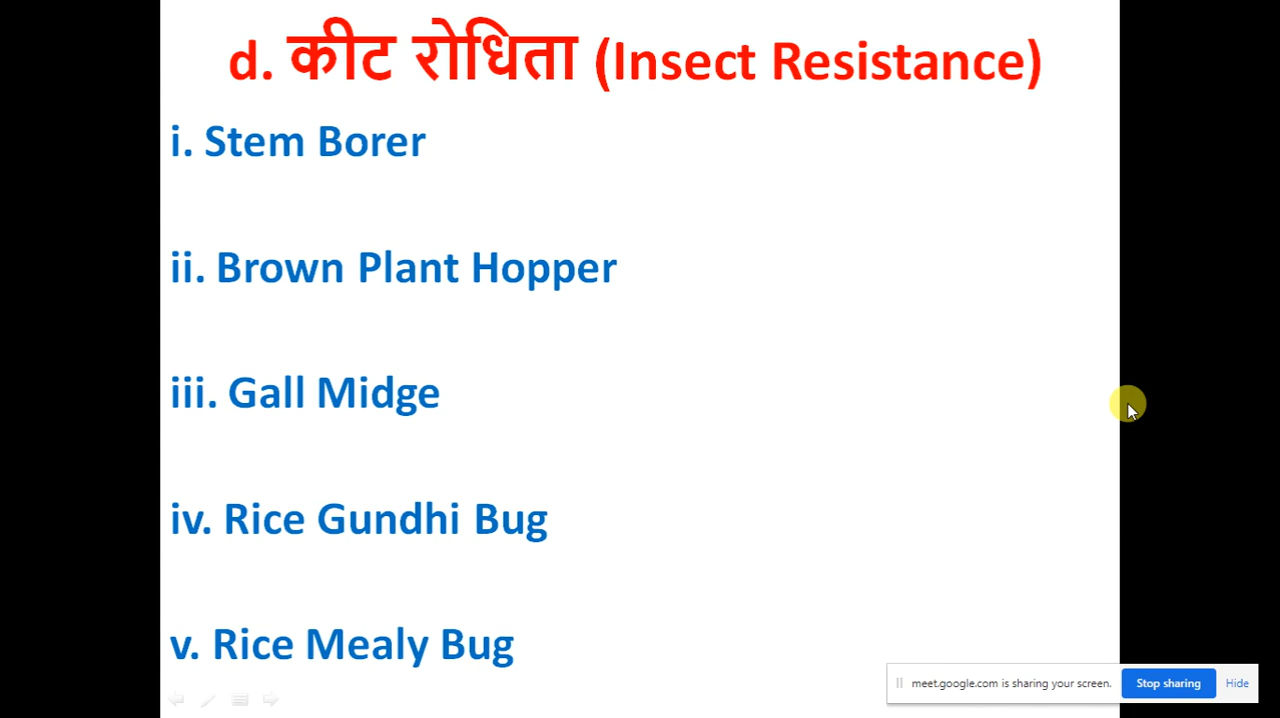 d. कीट रोधिता (Insect Resistance)
i. Stem Borer
ii. Brown Plant Hopper
iii. Gall Midge
iv. Rice Gundhi Bug
v. Rice Mealy Bug
meet.google.com is sharing your screen. Stop sharing Hide